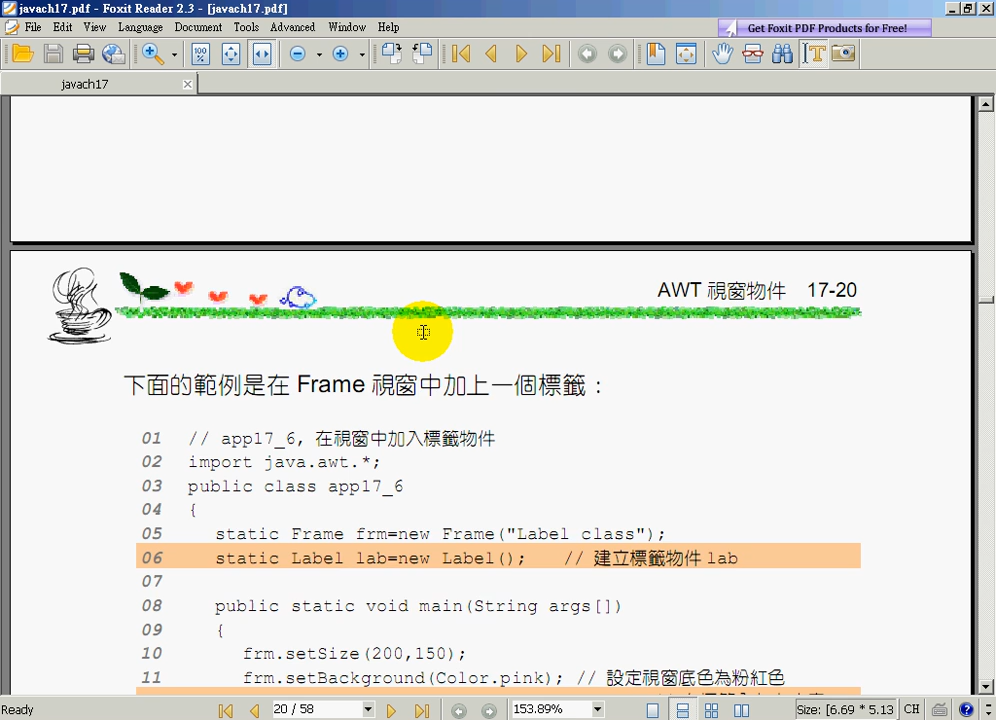 javach17.pdf - Foxit Reader 2.3 - [javach17.pdf]
File Edit View Language Document Tools Advanced Window Help
Get Foxit PDF Products for Free!
javach17
AWT 視窗物件 17-20
下面的範例是在 Frame 視窗中加上一個標籤：
01 // app17_6, 在視窗中加入標籤物件
02 import java.awt.*;
03 public class app17_6
04 {
05 static Frame frm=new Frame("Label class");
06 static Label lab=new Label(); // 建立標籤物件 lab
07
08 public static void main(String args[])
09 {
10 frm.setSize(200,150);
11 frm.setBackground(Color.pink); // 設定視窗底色為粉紅色
Ready 20 / 58 153.89% Size: [6.69 * 5.13 CH